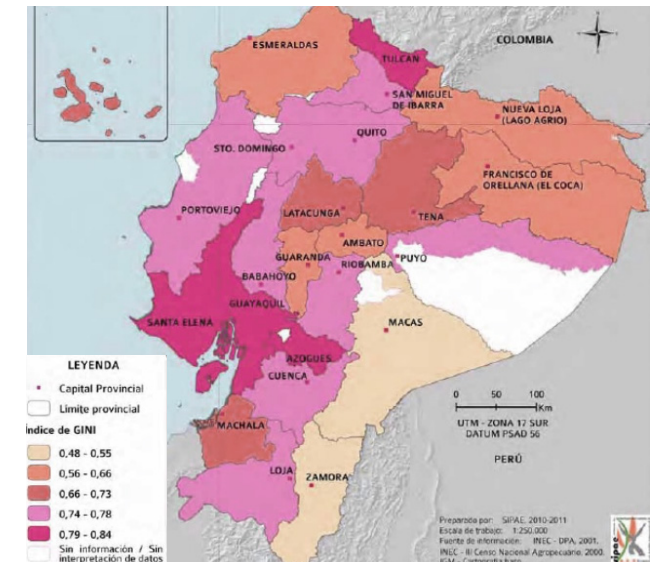 COLOMBIA
ESMERALDAS
TULCAN
SAN MIGUEL
DE IBARRA
NUEVA LOJA
(LAGO AGRIO)
QUITO
STO. DOMINGO
FRANCISCO DE
ORELLANA (EL COCA)
PORTOVIEJO
LATACUNGA
TENA
AMBATO
GUARANDA
RIOBAMBA
PUYO
BABAHOYO
GUAYAQUIL
SANTA ELENA
MACAS
AZOGUES
CUENCA
MACHALA
LOJA
ZAMORA
PERÚ
0 50 100
Km
UTM - ZONA 17 SUR
DATUM PSAD 56
LEYENDA
Capital Provincial
Límite provincial
Índice de GINI
0,48 - 0,55
0,56 - 0,66
0,66 - 0,73
0,74 - 0,78
0,79 - 0,84
Sin información / Sin
interpretación de datos
Preparado por: SIPAE, 2010-2011
Escala de trabajo: 1:250.000
Fuente de información: INEC - DPA, 2001.
INEC - III Censo Nacional Agropecuario, 2000.
IGM - Cartografía base
sipae